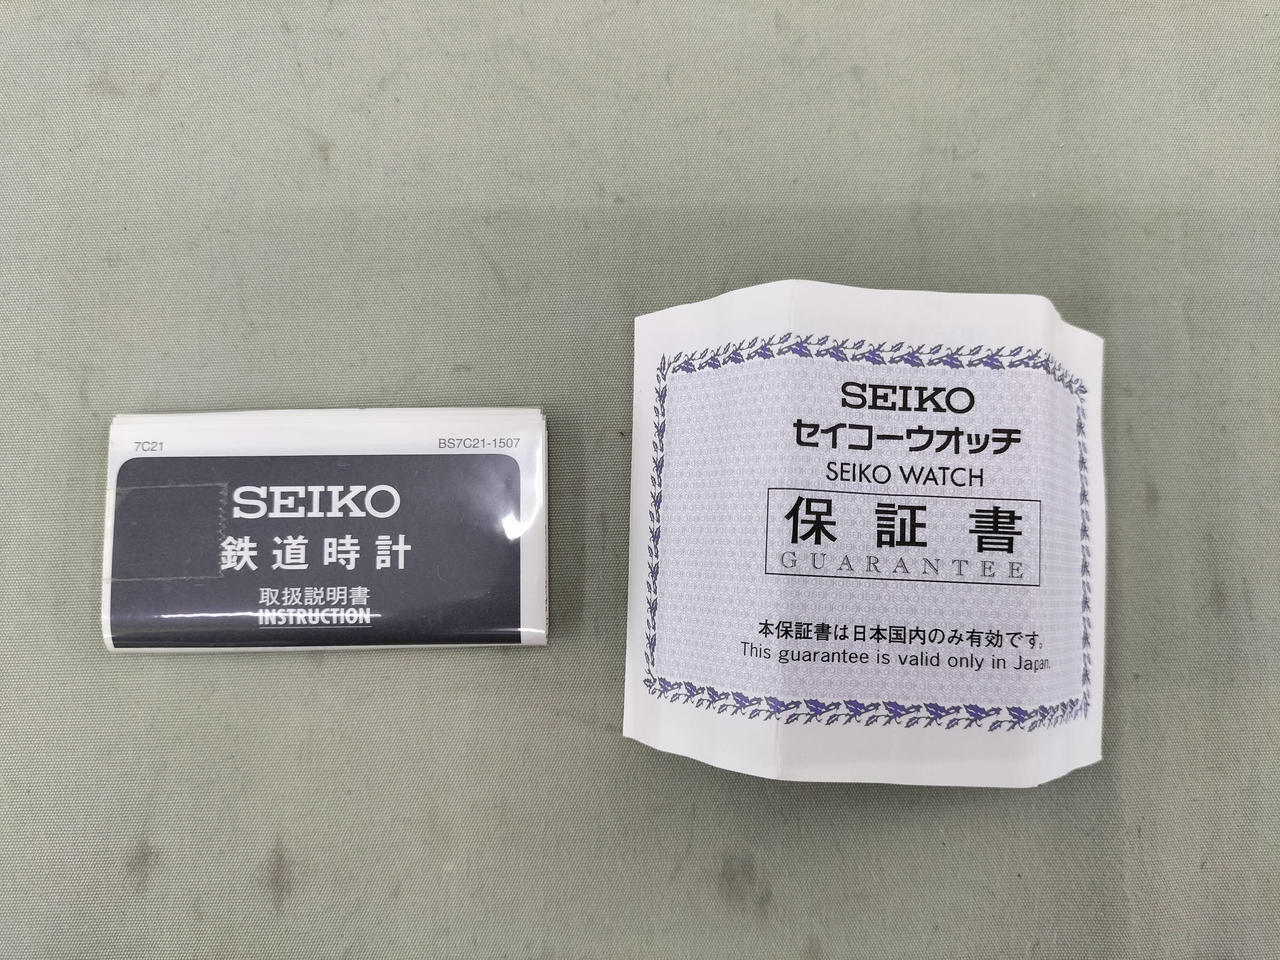 7C21 BS7C21-1507
SEIKO
鉄道時計
取扱説明書
INSTRUCTION
SEIKO
セイコーウオッチ
SEIKO WATCH
保証書
GUARANTEE
本保証書は日本国内のみ有効です。
This guarantee is valid only in Japan.